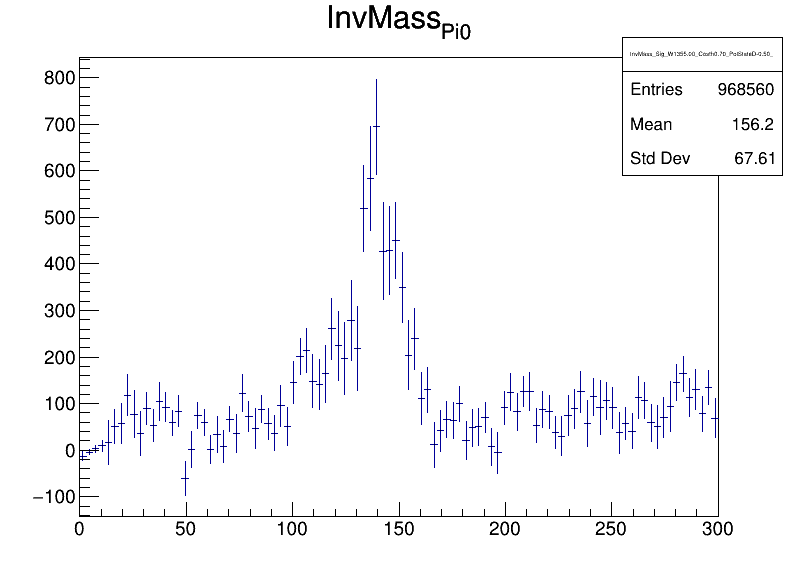 InvMass_Pi0
InvMass_Sig_W1355.00_Costh0.70_PolStateD-0.50_
Entries 968560
Mean 156.2
Std Dev 67.61
800
700
600
500
400
300
200
100
0
−100
0 50 100 150 200 250 300